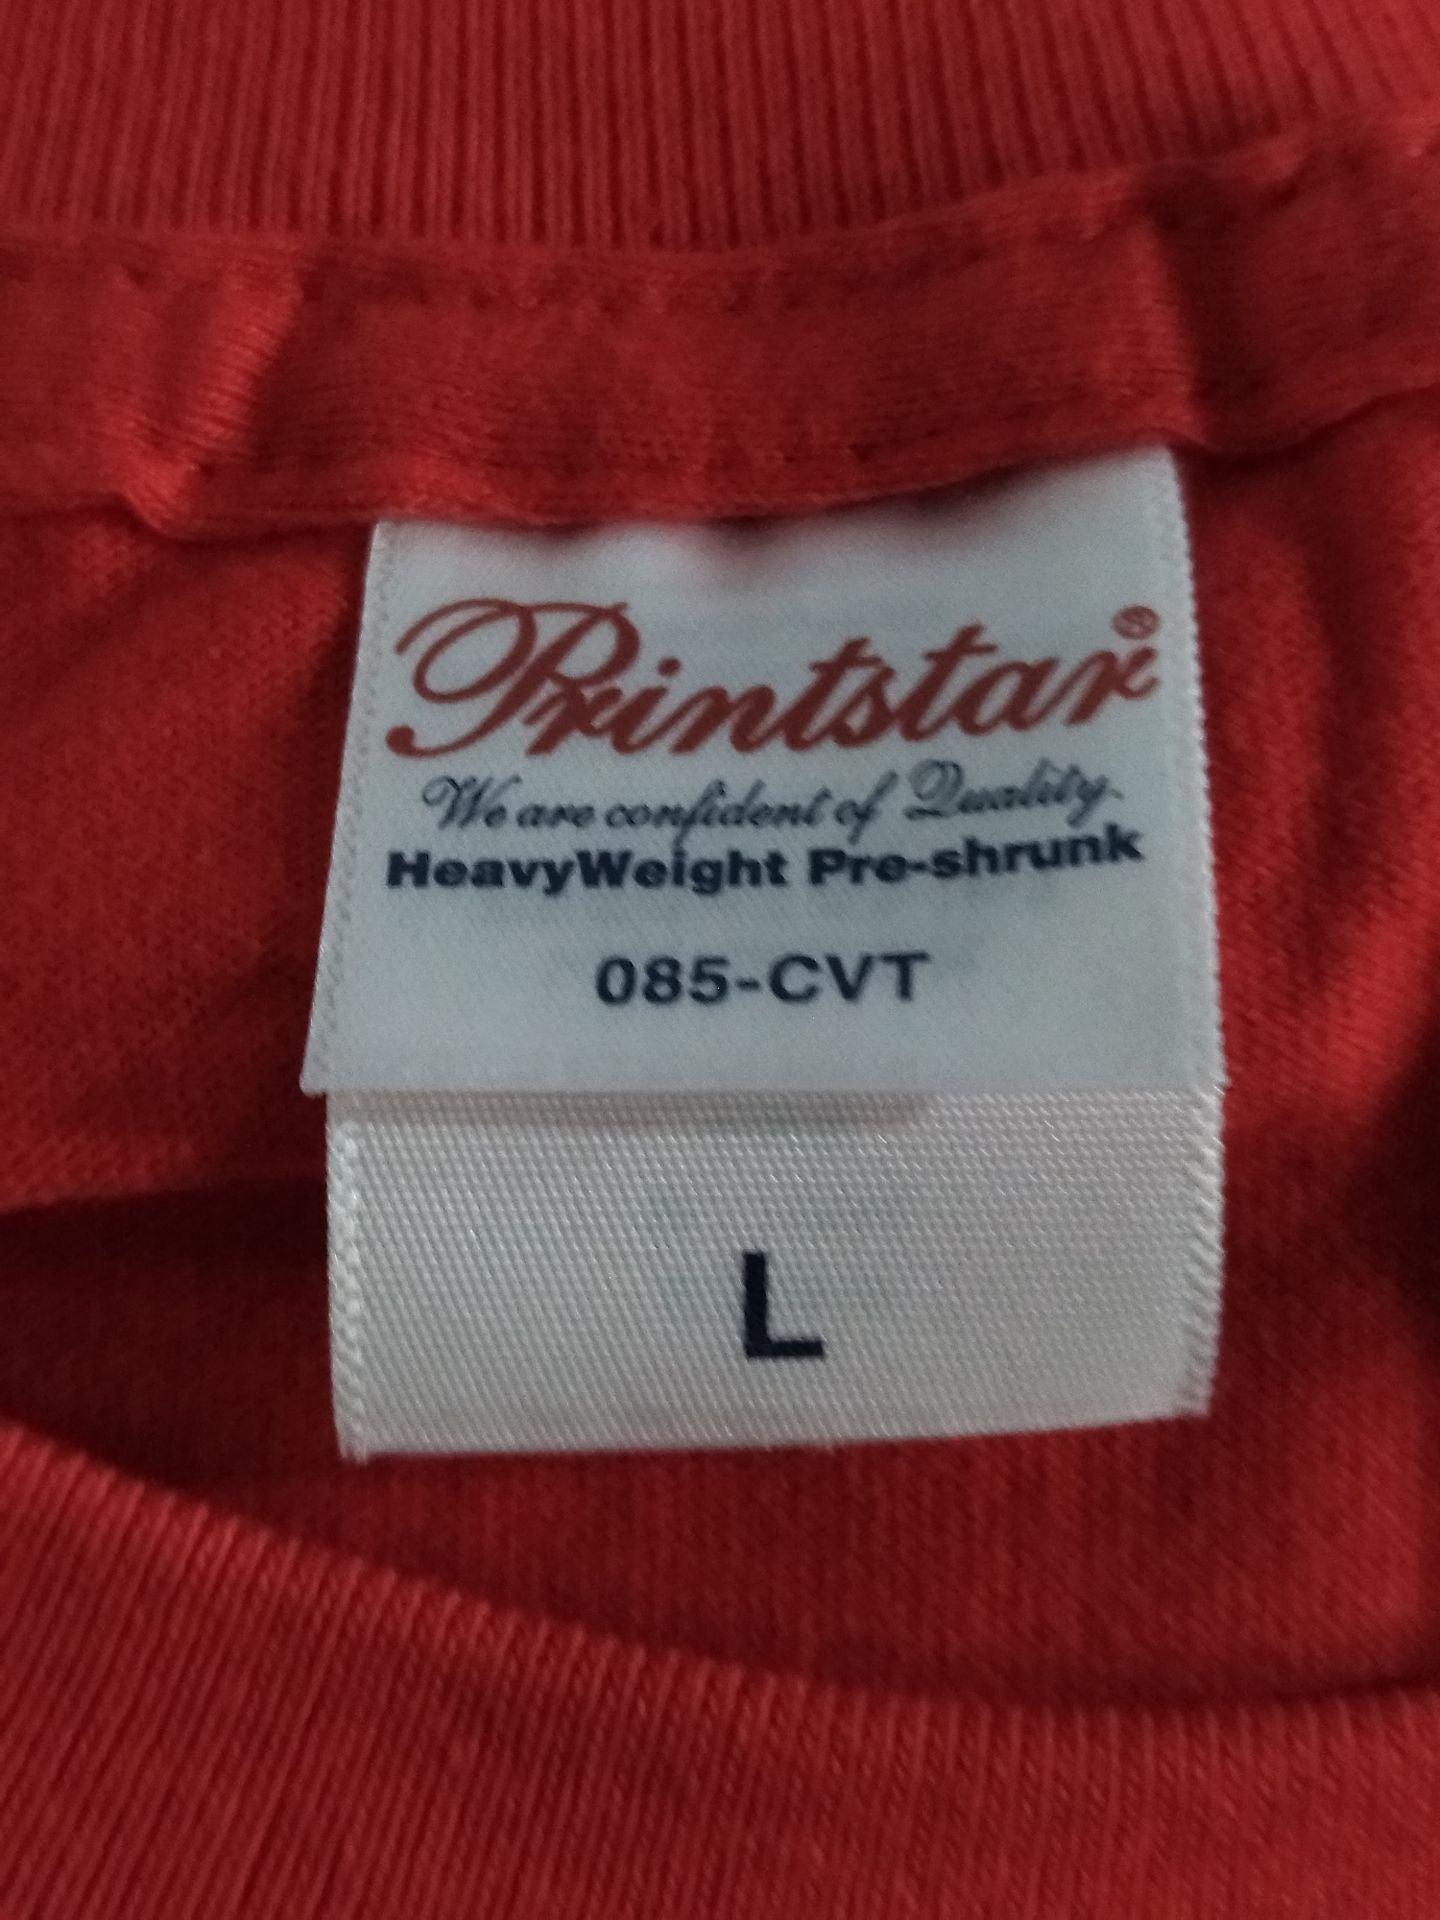 Printstar®
We are confident of Quality.
HeavyWeight Pre-shrunk
085-CVT
L